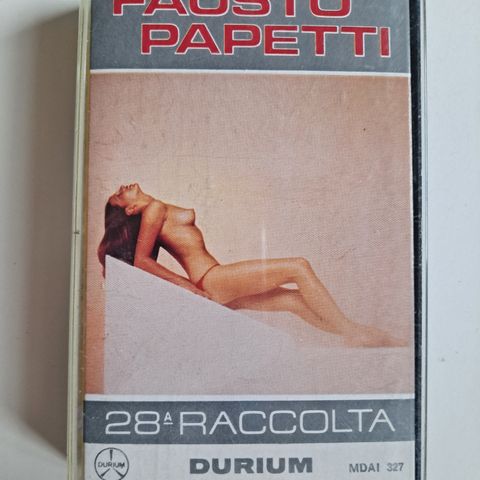 FAUSTO
PAPETTI
28ᴬ RACCOLTA
DURIUM
DURIUM
MDAI 327